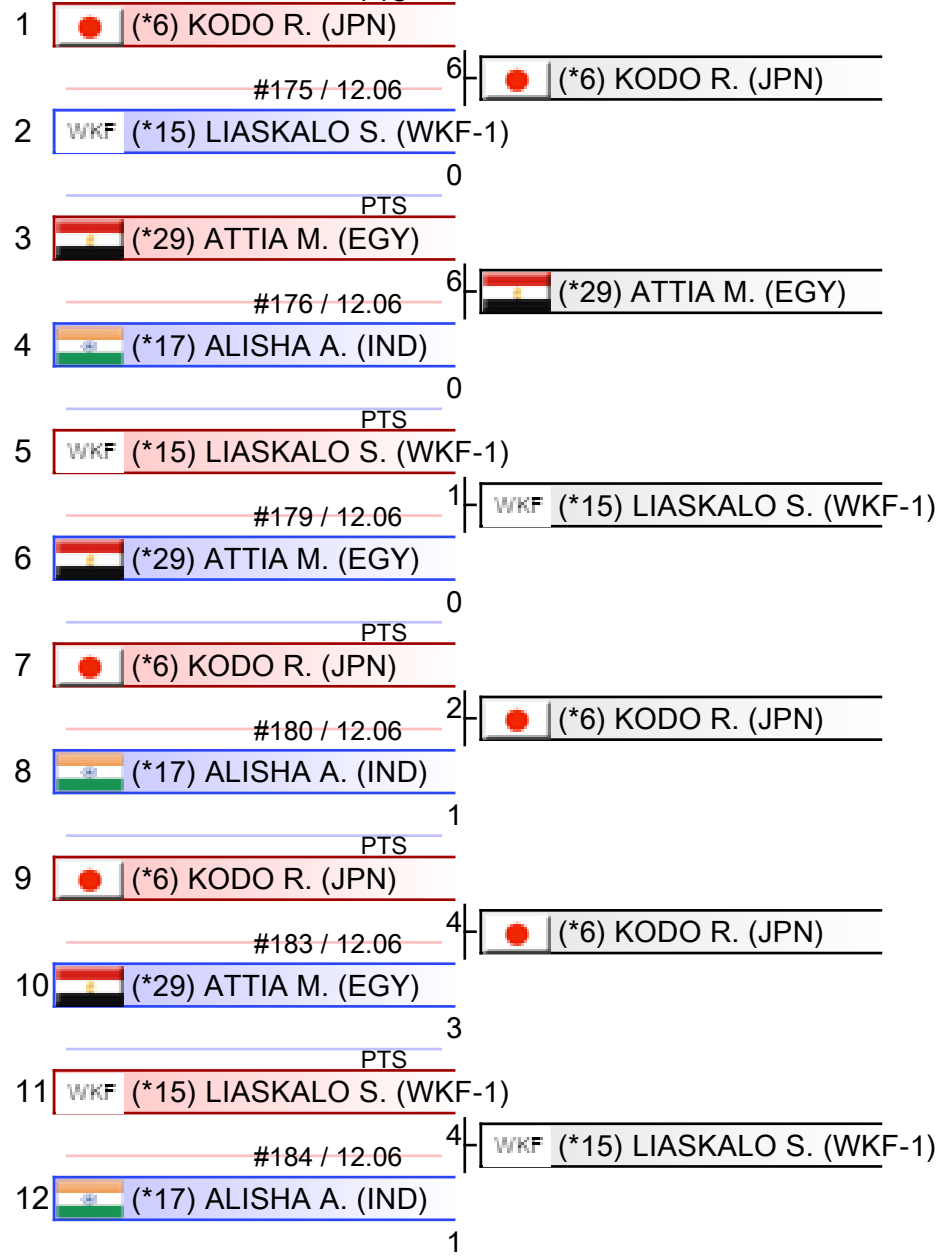 PTS
1 (*6) KODO R. (JPN)
6 (*6) KODO R. (JPN)
#175 / 12.06
2 WKF (*15) LIASKALO S. (WKF-1)
0
PTS
3 (*29) ATTIA M. (EGY)
6 (*29) ATTIA M. (EGY)
#176 / 12.06
4 (*17) ALISHA A. (IND)
0
PTS
5 WKF (*15) LIASKALO S. (WKF-1)
1 WKF (*15) LIASKALO S. (WKF-1)
#179 / 12.06
6 (*29) ATTIA M. (EGY)
0
PTS
7 (*6) KODO R. (JPN)
2 (*6) KODO R. (JPN)
#180 / 12.06
8 (*17) ALISHA A. (IND)
1
PTS
9 (*6) KODO R. (JPN)
4 (*6) KODO R. (JPN)
#183 / 12.06
10 (*29) ATTIA M. (EGY)
3
PTS
11 WKF (*15) LIASKALO S. (WKF-1)
4 WKF (*15) LIASKALO S. (WKF-1)
#184 / 12.06
12 (*17) ALISHA A. (IND)
1